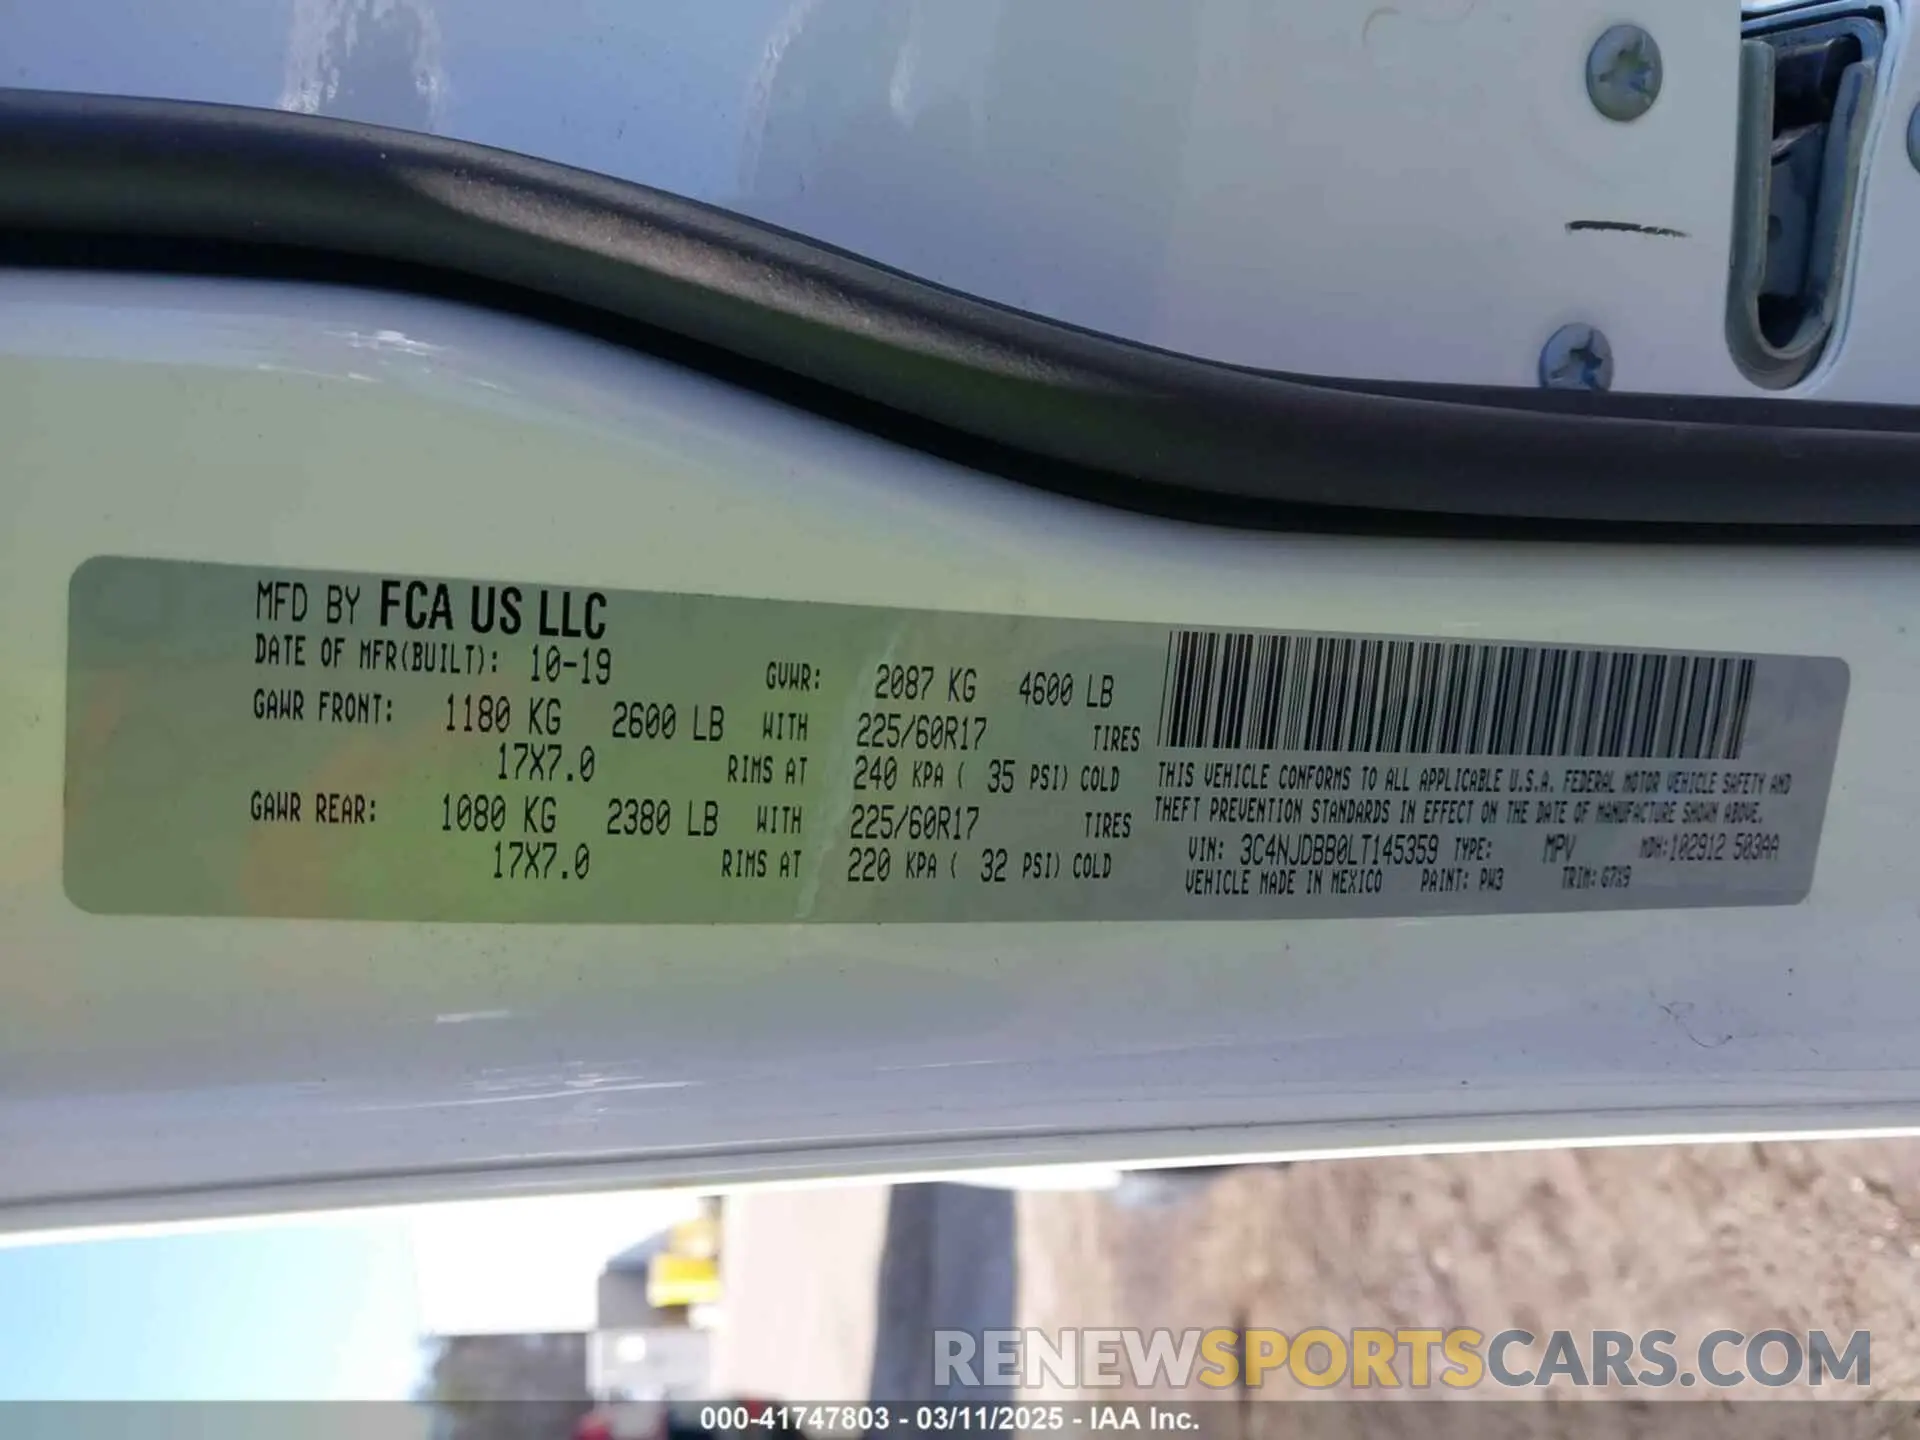 MFD BY FCA US LLC
DATE OF MFR(BUILT): 10-19 GVWR: 2087 KG 4600 LB
GAWR FRONT: 1180 KG 2600 LB WITH 225/60R17 TIRES
17X7.0 RIMS AT 240 KPA ( 35 PSI) COLD
GAWR REAR: 1080 KG 2380 LB WITH 225/60R17 TIRES
17X7.0 RIMS AT 220 KPA ( 32 PSI) COLD
THIS VEHICLE CONFORMS TO ALL APPLICABLE U.S.A. FEDERAL MOTOR VEHICLE SAFETY AND
THEFT PREVENTION STANDARDS IN EFFECT ON THE DATE OF MANUFACTURE SHOWN ABOVE.
VIN: 3C4NJDBB0LT145359 TYPE: MPV MDH:102912 503AA
VEHICLE MADE IN MEXICO PAINT: PW3 TRIM: G7X9
RENEWSPORTSCARS.COM
000-41747803 - 03/11/2025 - IAA Inc.